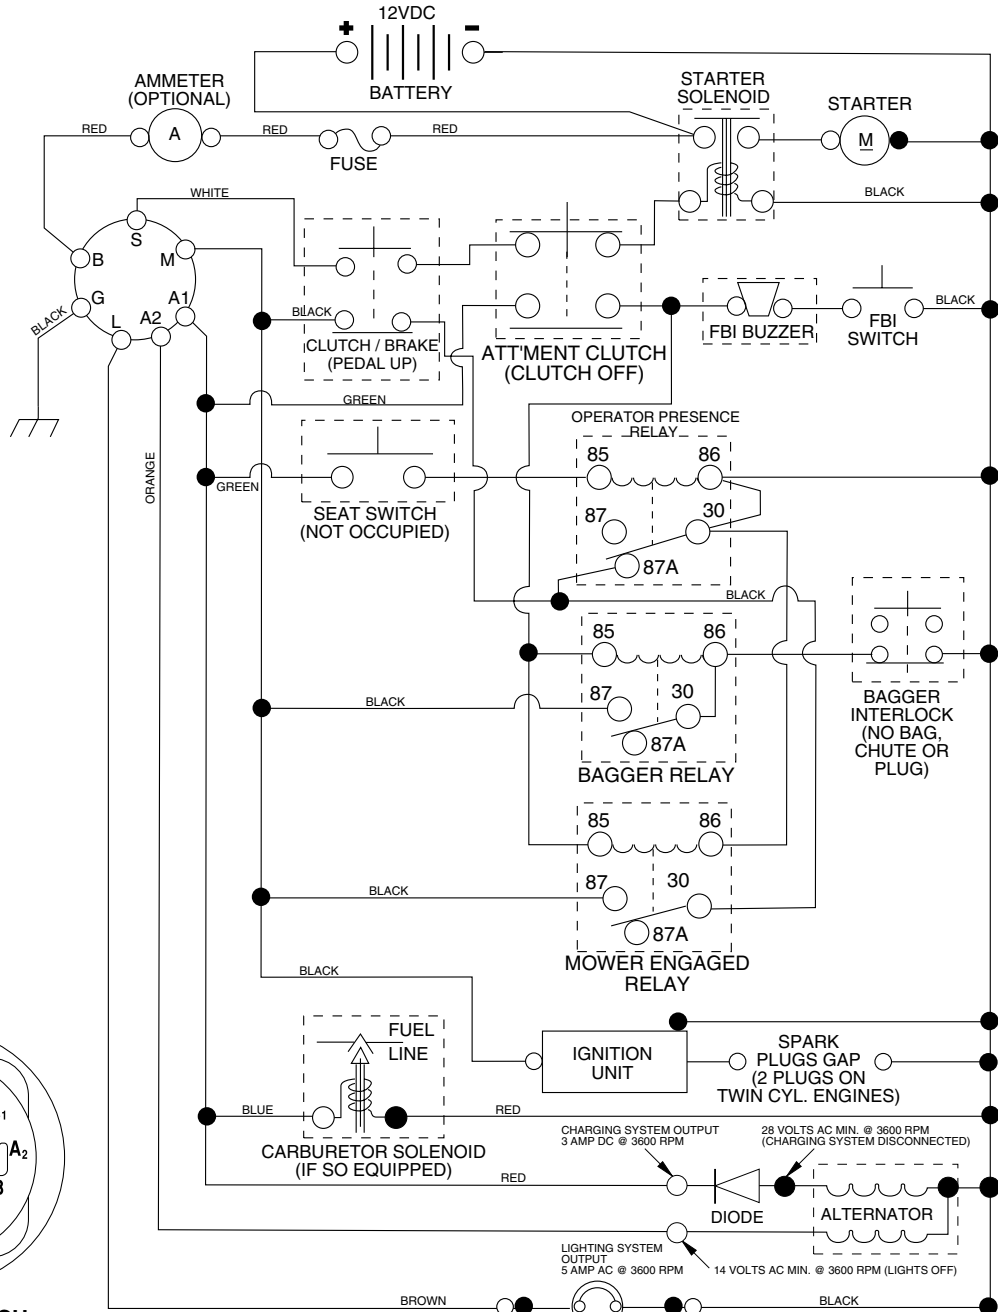 12VDC
+
-
BATTERY
AMMETER
(OPTIONAL)
STARTER
SOLENOID
STARTER
RED
A
RED
FUSE
RED
M
WHITE
BLACK
S
B
M
G
A1
L
A2
BLACK
BLACK
CLUTCH / BRAKE
(PEDAL UP)
ATT'MENT CLUTCH
(CLUTCH OFF)
FBI BUZZER
FBI
SWITCH
BLACK
GREEN
ORANGE
GREEN
SEAT SWITCH
(NOT OCCUPIED)
OPERATOR PRESENCE
RELAY
85
86
87
30
87A
BLACK
85
86
87
30
87A
BLACK
BAGGER RELAY
BAGGER
INTERLOCK
(NO BAG,
CHUTE OR
PLUG)
85
86
87
30
87A
BLACK
MOWER ENGAGED
RELAY
BLACK
FUEL
LINE
IGNITION
UNIT
SPARK
PLUGS GAP
(2 PLUGS ON
TWIN CYL. ENGINES)
BLUE
RED
CARBURETOR SOLENOID
(IF SO EQUIPPED)
CHARGING SYSTEM OUTPUT
3 AMP DC @ 3600 RPM
28 VOLTS AC MIN. @ 3600 RPM
(CHARGING SYSTEM DISCONNECTED)
RED
DIODE
ALTERNATOR
LIGHTING SYSTEM
OUTPUT
5 AMP AC @ 3600 RPM
14 VOLTS AC MIN. @ 3600 RPM (LIGHTS OFF)
BROWN
BLACK
1
A2